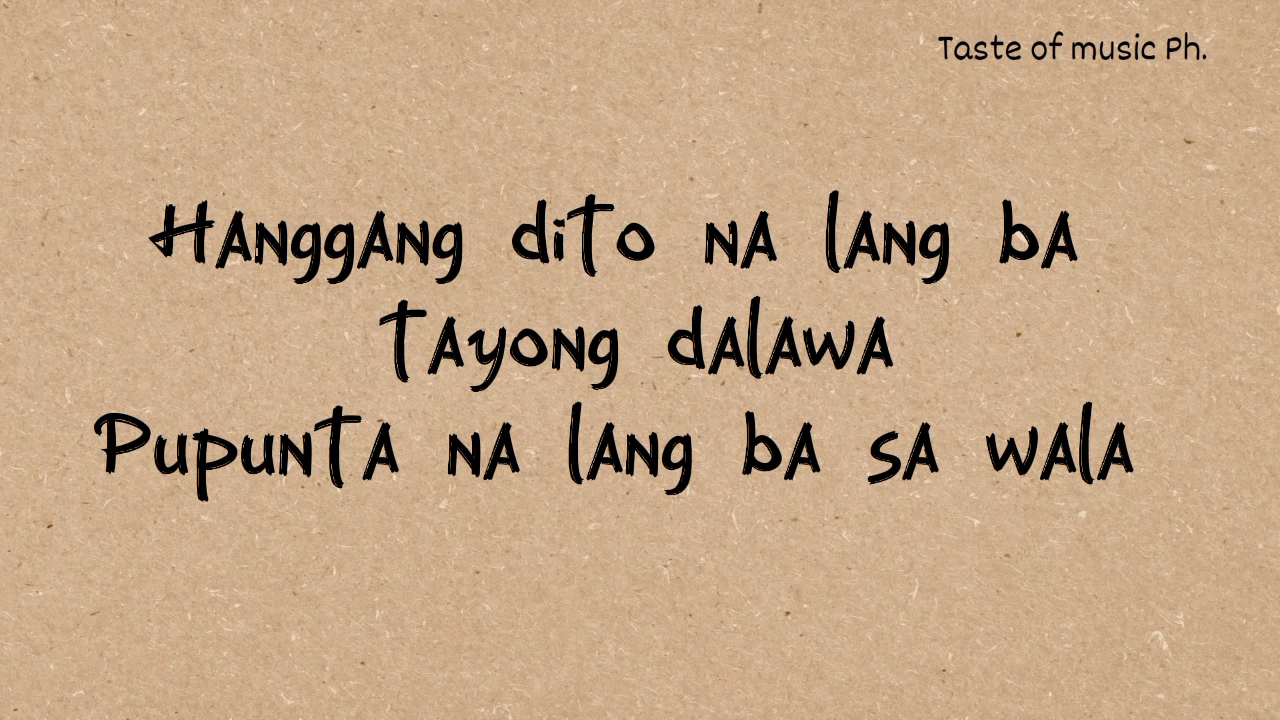 Taste of music Ph.
Hanggang dito na lang ba
tayong dalawa
Pupunta na lang ba sa wala